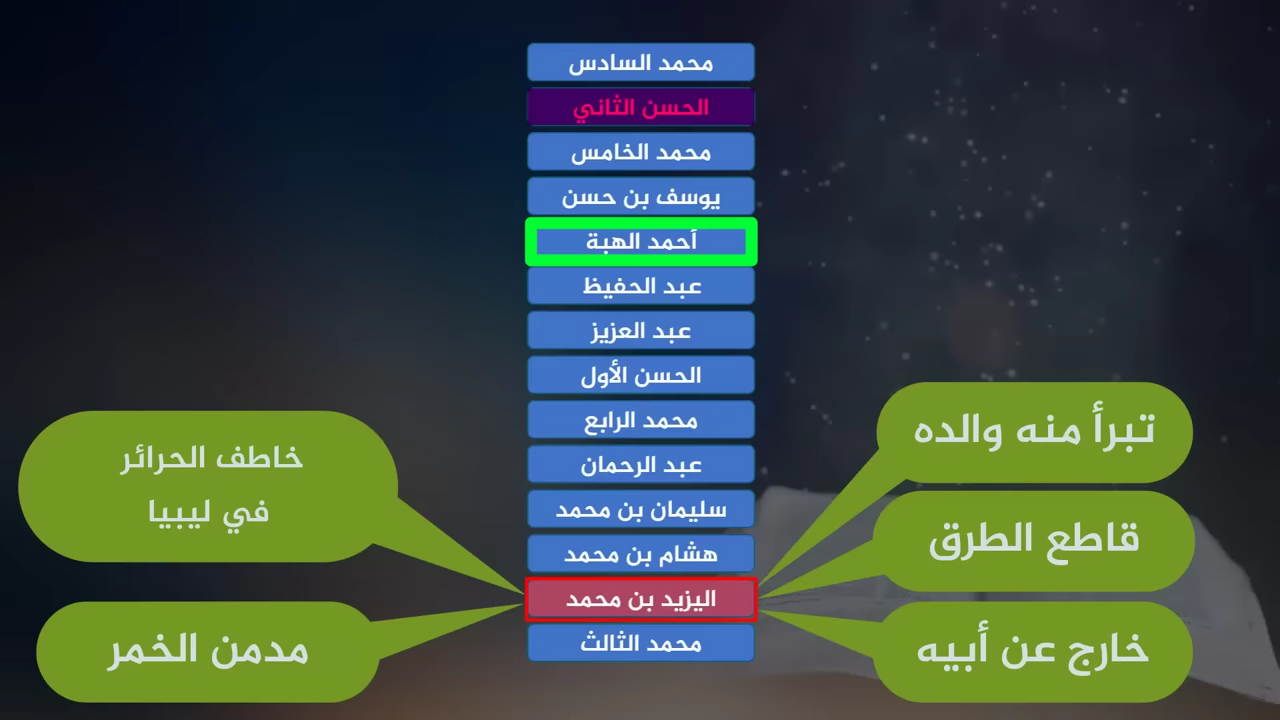 محمد السادس
الحسن الثاني
محمد الخامس
يوسف بن حسن
أحمد الهبة
عبد الحفيظ
عبد العزيز
الحسن الأول
محمد الرابع
عبد الرحمان
سليمان بن محمد
هشام بن محمد
اليزيد بن محمد
محمد الثالث
تبرأ منه والده
قاطع الطرق
خارج عن أبيه
خاطف الحرائر
في ليبيا
مدمن الخمر